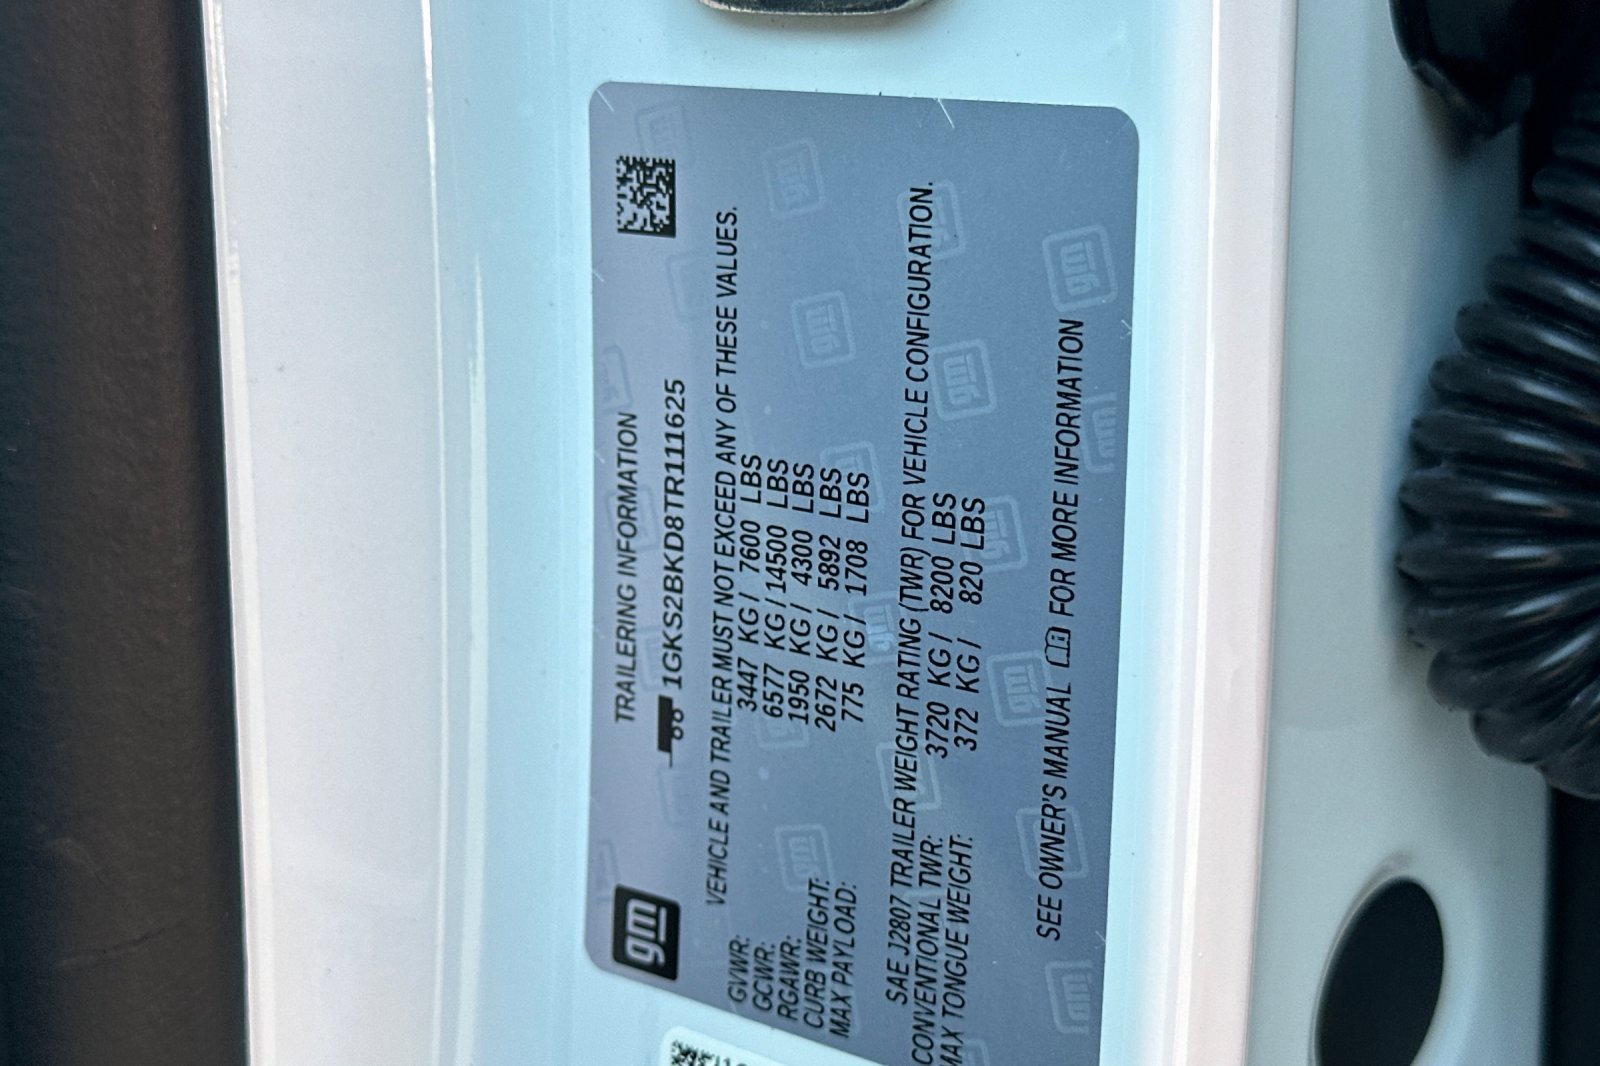 gm
TRAILERING INFORMATION
1GKS2BKD8TR111625
VEHICLE AND TRAILER MUST NOT EXCEED ANY OF THESE VALUES.
GVWR: 3447 KG / 7600 LBS
GCWR: 6577 KG / 14500 LBS
RGAWR: 1950 KG / 4300 LBS
CURB WEIGHT: 2672 KG / 5892 LBS
MAX PAYLOAD: 775 KG / 1708 LBS
SAE J2807 TRAILER WEIGHT RATING (TWR) FOR VEHICLE CONFIGURATION.
CONVENTIONAL TWR: 3720 KG / 8200 LBS
MAX TONGUE WEIGHT: 372 KG / 820 LBS
SEE OWNER'S MANUAL FOR MORE INFORMATION